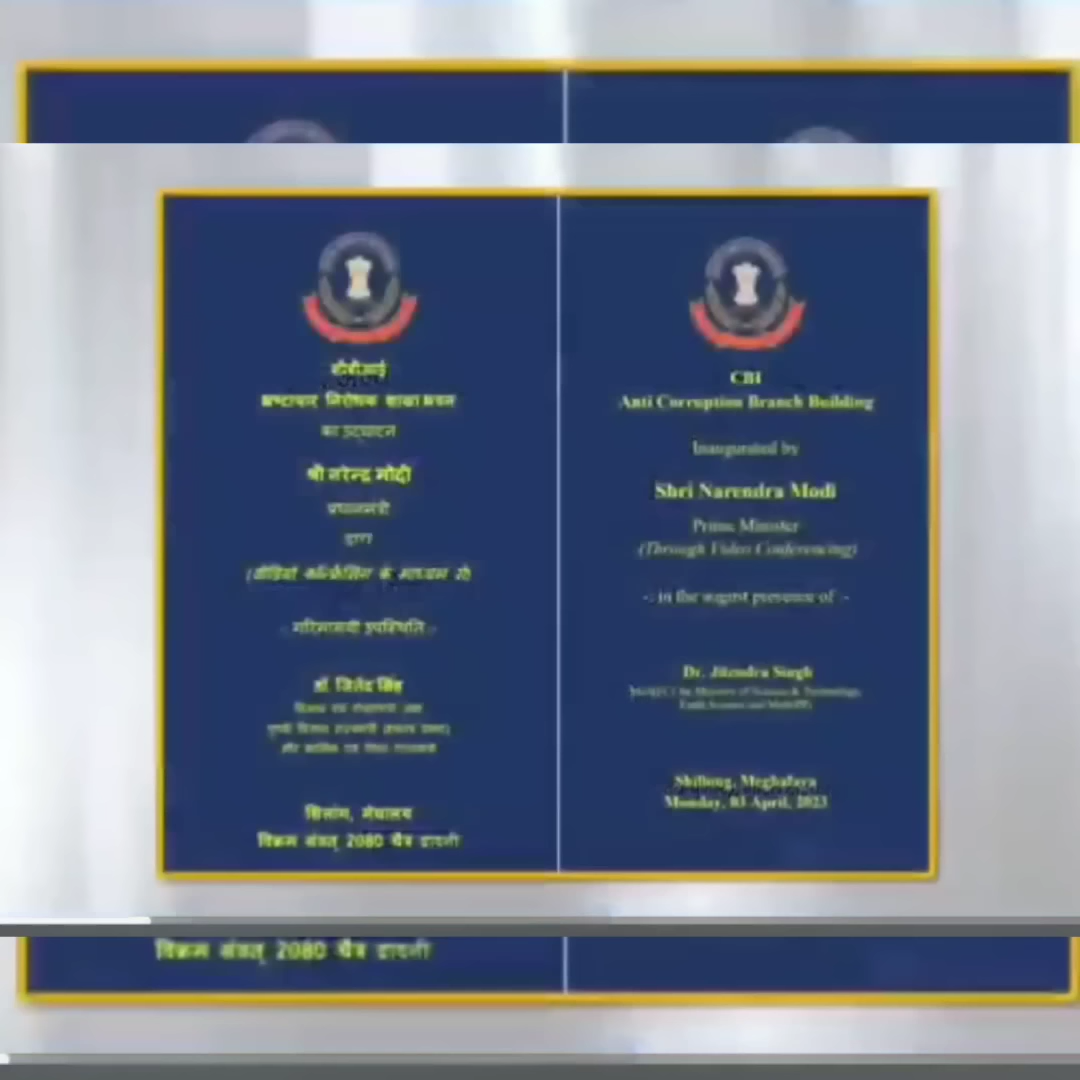 सीबीआई
भ्रष्टाचार निरोधक शाखा भवन
का उद्घाटन
श्री नरेन्द्र मोदी
प्रधानमंत्री
द्वारा
(वीडियो कॉन्फ्रेंसिंग के माध्यम से)
- गरिमामयी उपस्थिति -
डॉ. जितेंद्र सिंह
शिलांग, मेघालय
विक्रम संवत् 2080 चैत्र द्वादशी
CBI
Anti Corruption Branch Building
Inaugurated by
Shri Narendra Modi
Prime Minister
(Through Video Conferencing)
-: in the august presence of :-
Dr. Jitendra Singh
Shillong, Meghalaya
Monday, 03 April, 2023
विक्रम संवत् 2080 चैत्र द्वादशी